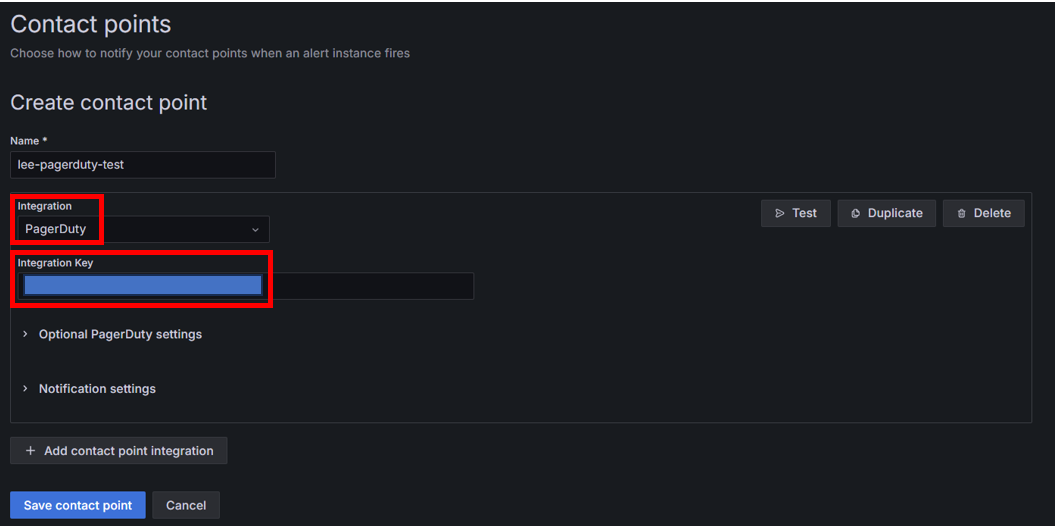 Contact points
Choose how to notify your contact points when an alert instance fires
Create contact point
Name *
lee-pagerduty-test
Integration
PagerDuty
Test
Duplicate
Delete
Integration Key
Optional PagerDuty settings
Notification settings
Add contact point integration
Save contact point
Cancel